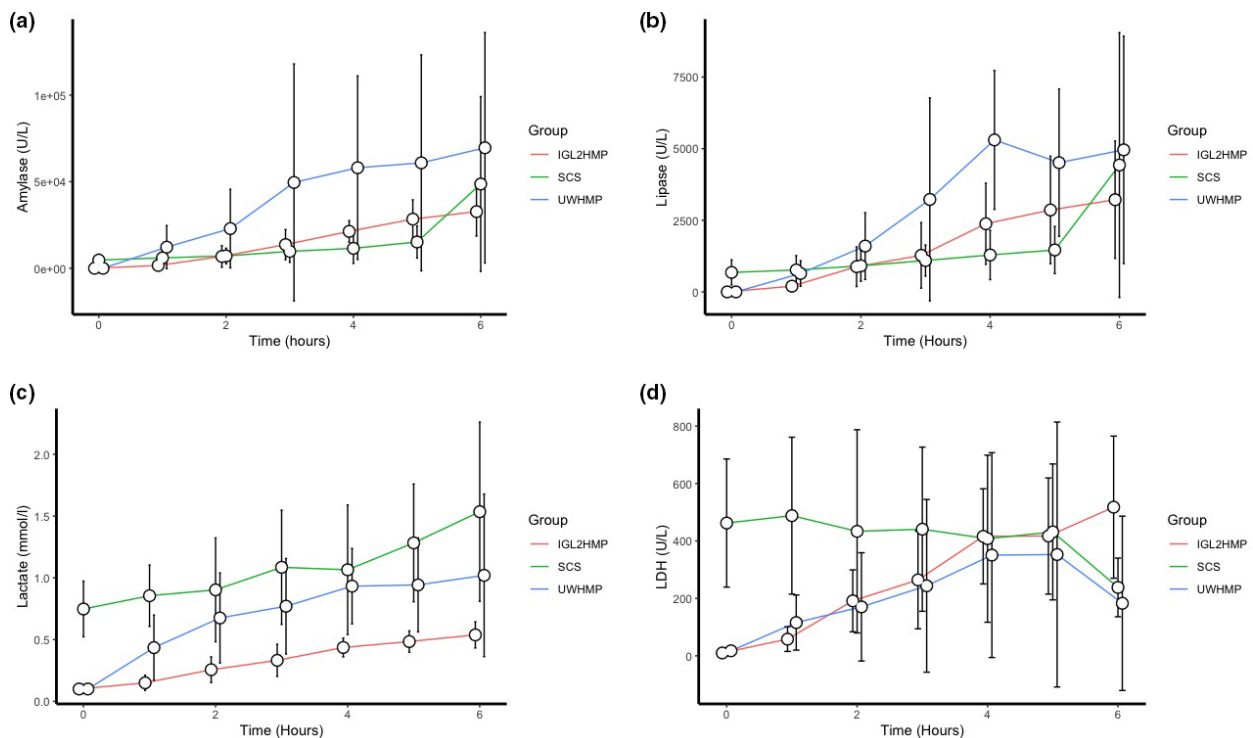 (a)
Amylase (U/L)
1e+05
5e+04
0e+00
0 2 4 6
Time (hours)
Group
IGL2HMP
SCS
UWHMP
(b)
Lipase (U/L)
7500
5000
2500
0
0 2 4 6
Time (Hours)
Group
IGL2HMP
SCS
UWHMP
(c)
Lactate (mmol/l)
2.0
1.5
1.0
0.5
0.0
0 2 4 6
Time (Hours)
Group
IGL2HMP
SCS
UWHMP
(d)
LDH (U/L)
800
600
400
200
0
0 2 4 6
Time (Hours)
Group
IGL2HMP
SCS
UWHMP